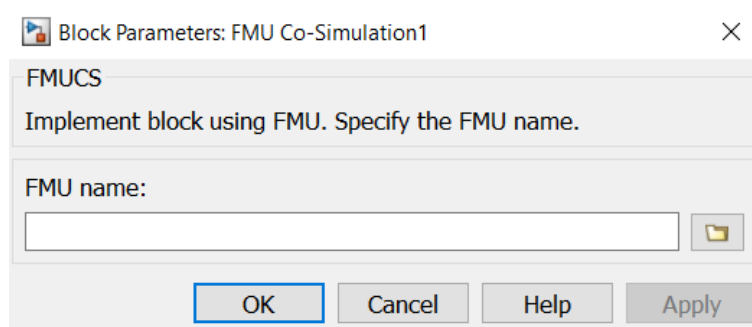 Block Parameters: FMU Co-Simulation1
FMUCS
Implement block using FMU. Specify the FMU name.
FMU name:
OK Cancel Help Apply